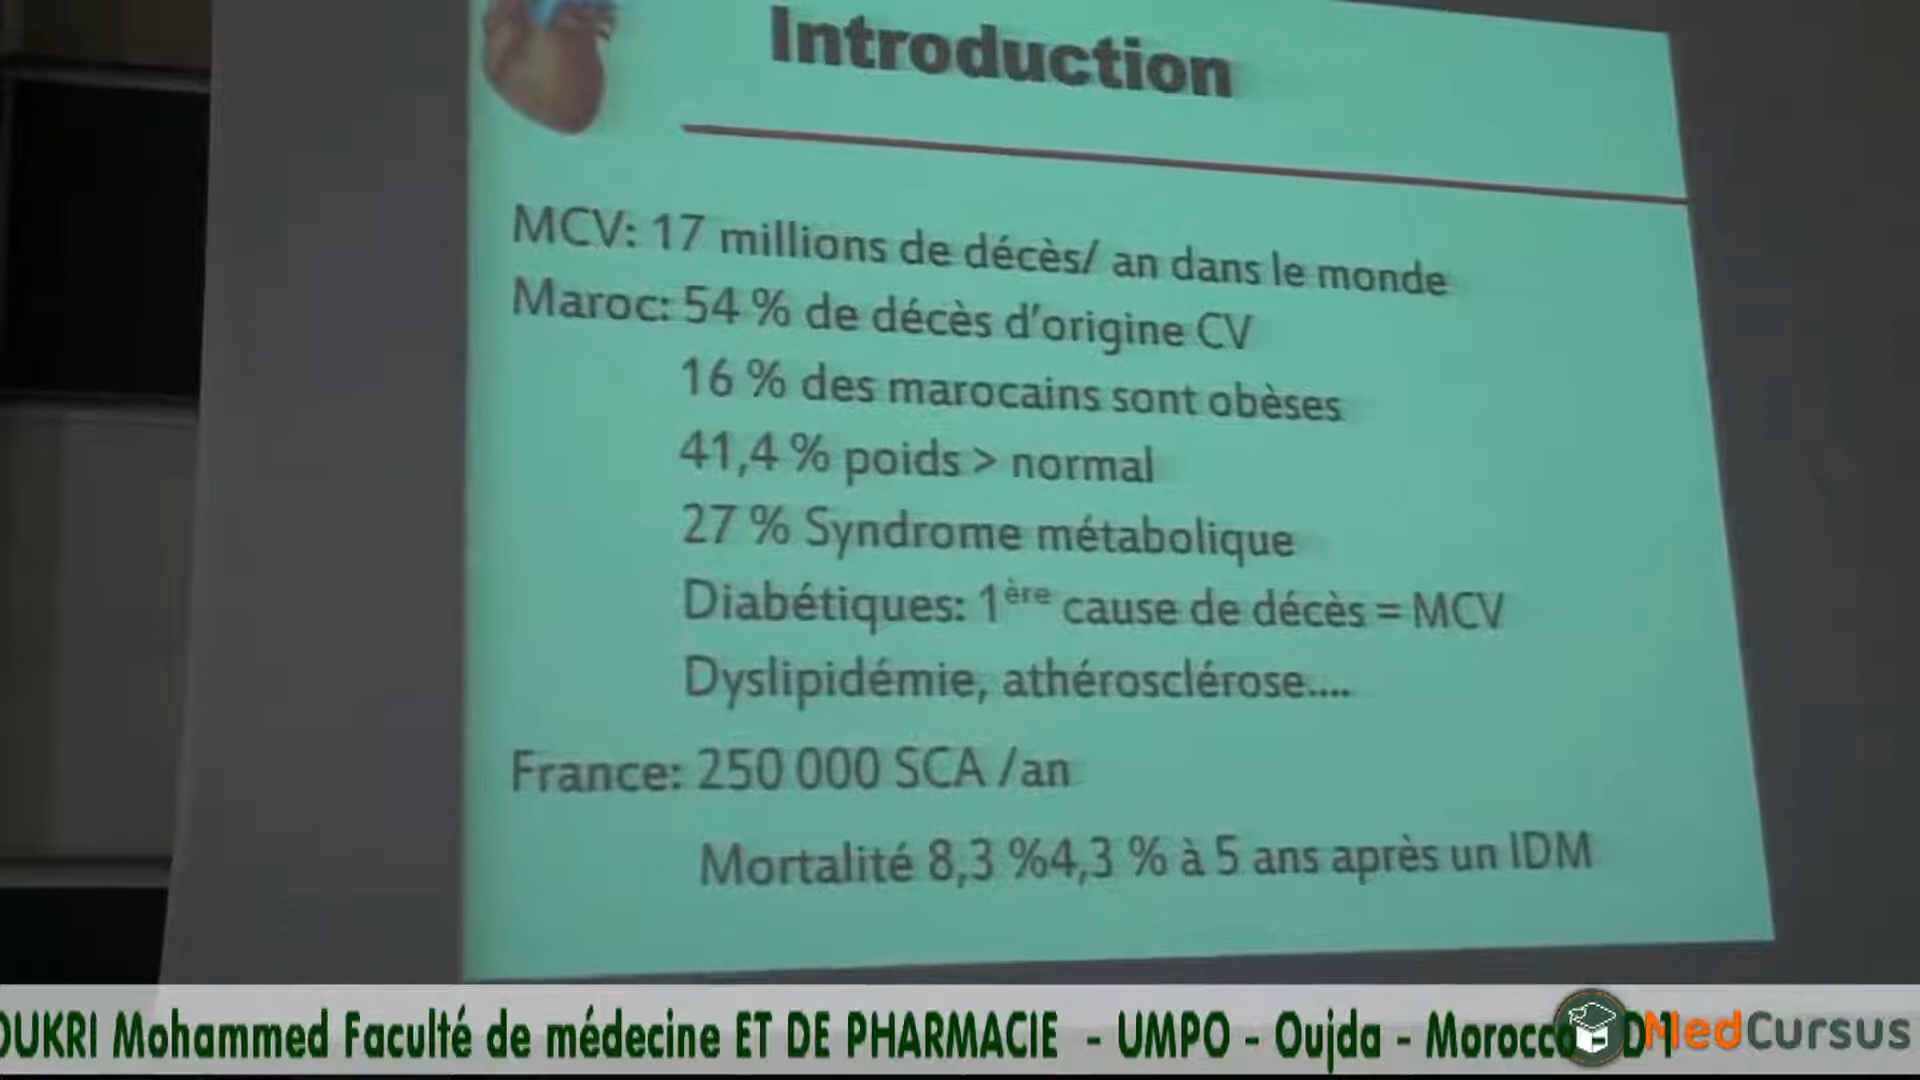 Introduction
MCV: 17 millions de décès/ an dans le monde
Maroc: 54 % de décès d'origine CV
16 % des marocains sont obèses
41,4 % poids > normal
27 % Syndrome métabolique
Diabétiques: 1ère cause de décès = MCV
Dyslipidémie, athérosclérose....
France: 250 000 SCA /an
Mortalité 8,3 %4,3 % à 5 ans après un IDM
OUKRI Mohammed Faculté de médecine ET DE PHARMACIE - UMPO - Oujda - Morocco
MedCursus